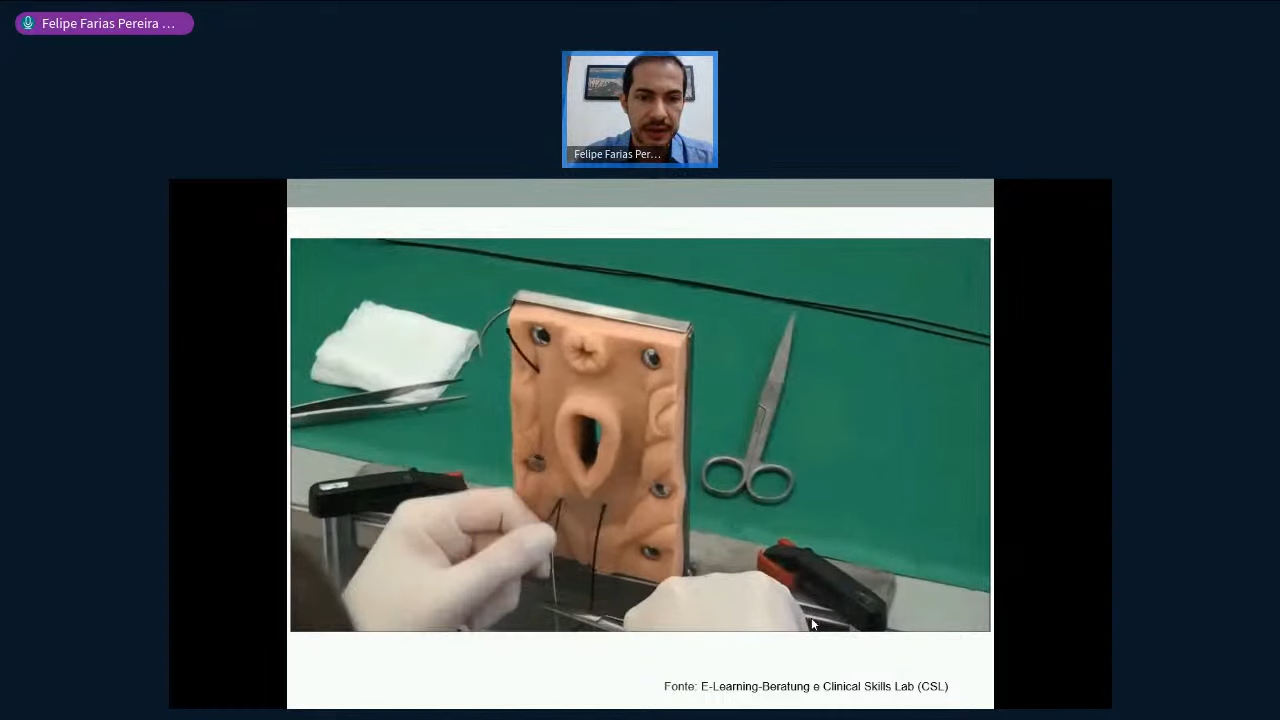 Felipe Farias Pereira ...
Felipe Farias Per...
Fonte: E-Learning-Beratung e Clinical Skills Lab (CSL)